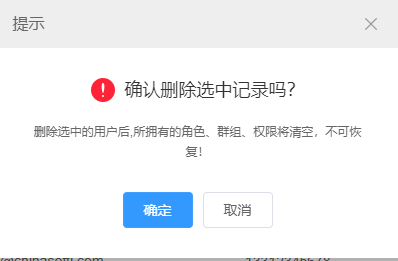 提示
确认删除选中记录吗?
删除选中的用户后,所拥有的角色、群组、权限将清空，不可恢
复!
确定 取消